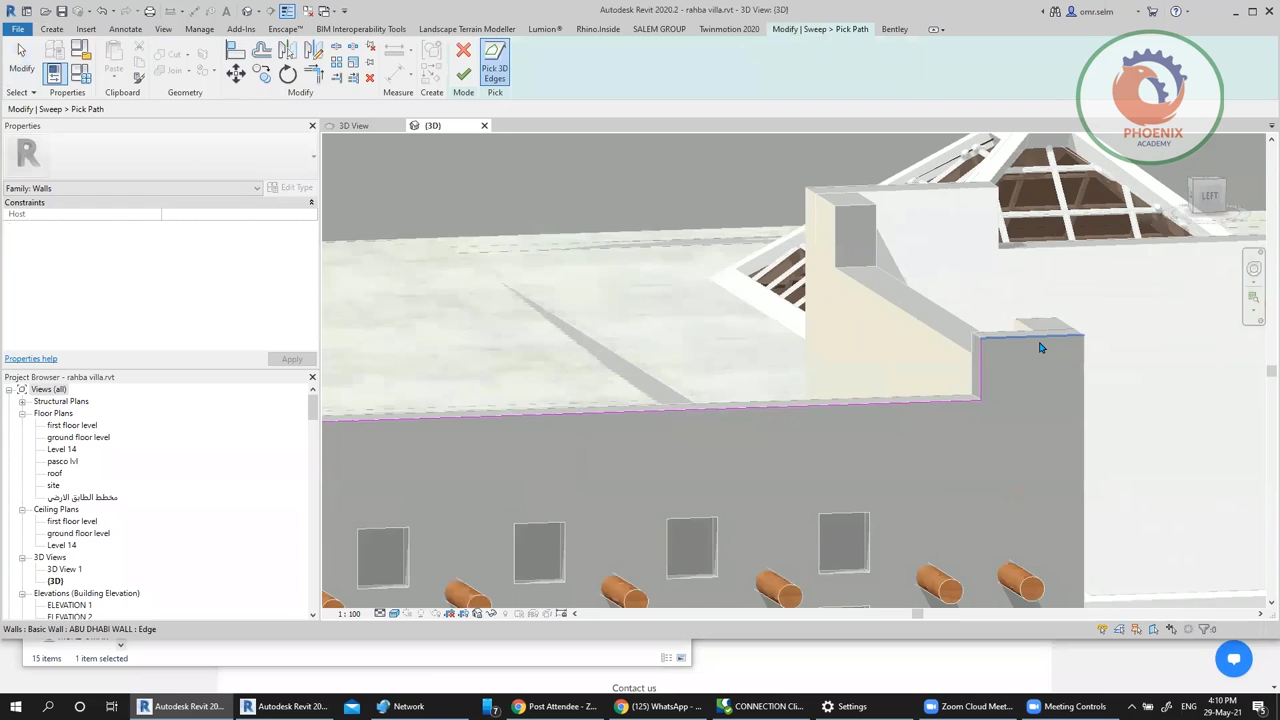 Autodesk Revit 2020.2 - rahba villa.rvt - 3D View: {3D}
omr.selm
File
Create
Insert
Annotate
View
Manage
Add-Ins
Enscape™
BIM Interoperability Tools
Lumion®
Rhino.Inside
SALEM GROUP
Twinmotion 2020
Modify | Sweep > Pick Path
Bentley
Modify
Paste
Cut
Join
Pick 3D
Edges
Select
Properties
Clipboard
Geometry
Modify
Measure
Create
Mode
Pick
Modify | Sweep > Pick Path
PHOENIX
ACADEMY
Properties
3D View
{3D}
R
Family: Walls
Edit Type
Constraints
Host
LEFT
Properties help
Apply
Project Browser - rahba villa.rvt
Views (all)
Structural Plans
Floor Plans
first floor level
ground floor level
Level 14
pasco lvl
roof
site
مخطط الطابق الارضي
Ceiling Plans
first floor level
ground floor level
Level 14
3D Views
3D View 1
{3D}
Elevations (Building Elevation)
ELEVATION 1
ELEVATION 2
1 : 100
Walls : Basic Wall : ABU DHABI WALL : Edge
:0
15 items
1 item selected
Contact us
Autodesk Revit 20...
Autodesk Revit 20...
Network
7
Post Attendee - Z...
(125) WhatsApp - ...
CONNECTION Cli...
Settings
Zoom Cloud Meet...
Meeting Controls
4:10 PM
29-May-21
5